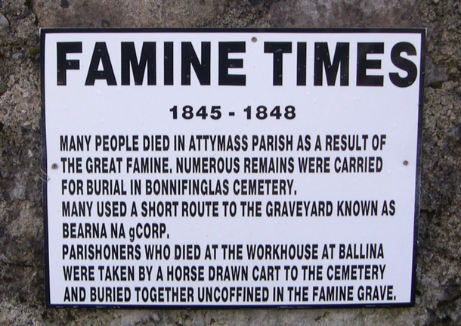 FAMINE TIMES
1845 - 1848
MANY PEOPLE DIED IN ATTYMASS PARISH AS A RESULT OF
THE GREAT FAMINE. NUMEROUS REMAINS WERE CARRIED
FOR BURIAL IN BONNIFINGLAS CEMETERY.
MANY USED A SHORT ROUTE TO THE GRAVEYARD KNOWN AS
BEARNA NA gCORP.
PARISHONERS WHO DIED AT THE WORKHOUSE AT BALLINA
WERE TAKEN BY A HORSE DRAWN CART TO THE CEMETERY
AND BURIED TOGETHER UNCOFFINED IN THE FAMINE GRAVE.